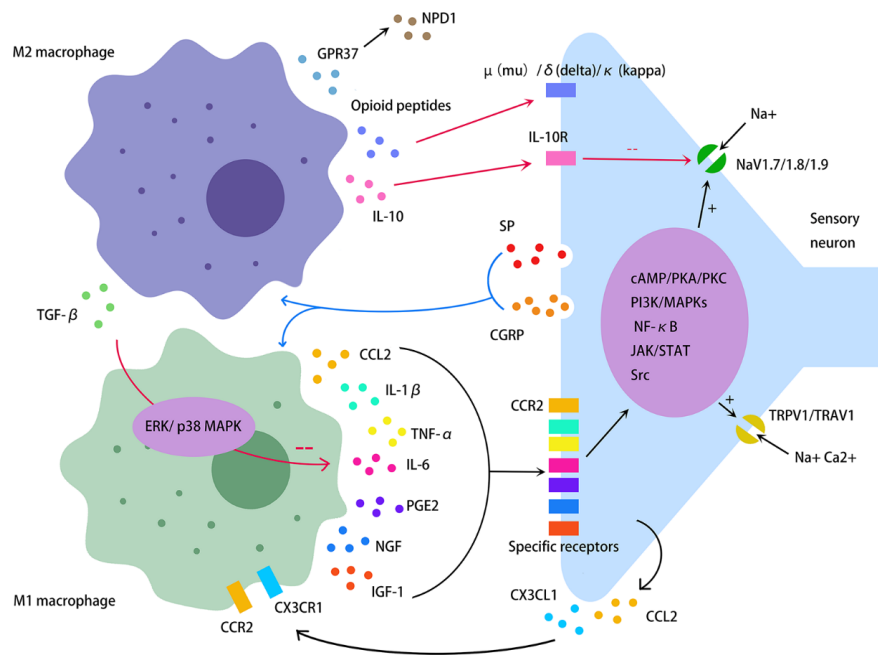 NPD1
M2 macrophage
GPR37
μ (mu) /δ (delta)/κ (kappa)
Opioid peptides
Na+
IL-10R
--
NaV1.7/1.8/1.9
IL-10
+
SP
Sensory
neuron
cAMP/PKA/PKC
PI3K/MAPKs
NF-κB
JAK/STAT
Src
TGF-β
CGRP
CCL2
IL-1β
CCR2
+
TRPV1/TRAV1
ERK/ p38 MAPK
TNF-α
--
IL-6
Na+ Ca2+
PGE2
NGF
Specific receptors
IGF-1
M1 macrophage
CX3CR1
CCR2
CX3CL1
CCL2